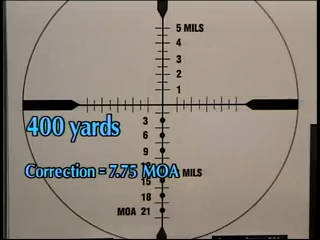 5 MILS
4
3
2
1
400 yards
3
6
9
Correction = 7.75 MOA
12 MILS
15
18
MOA 21